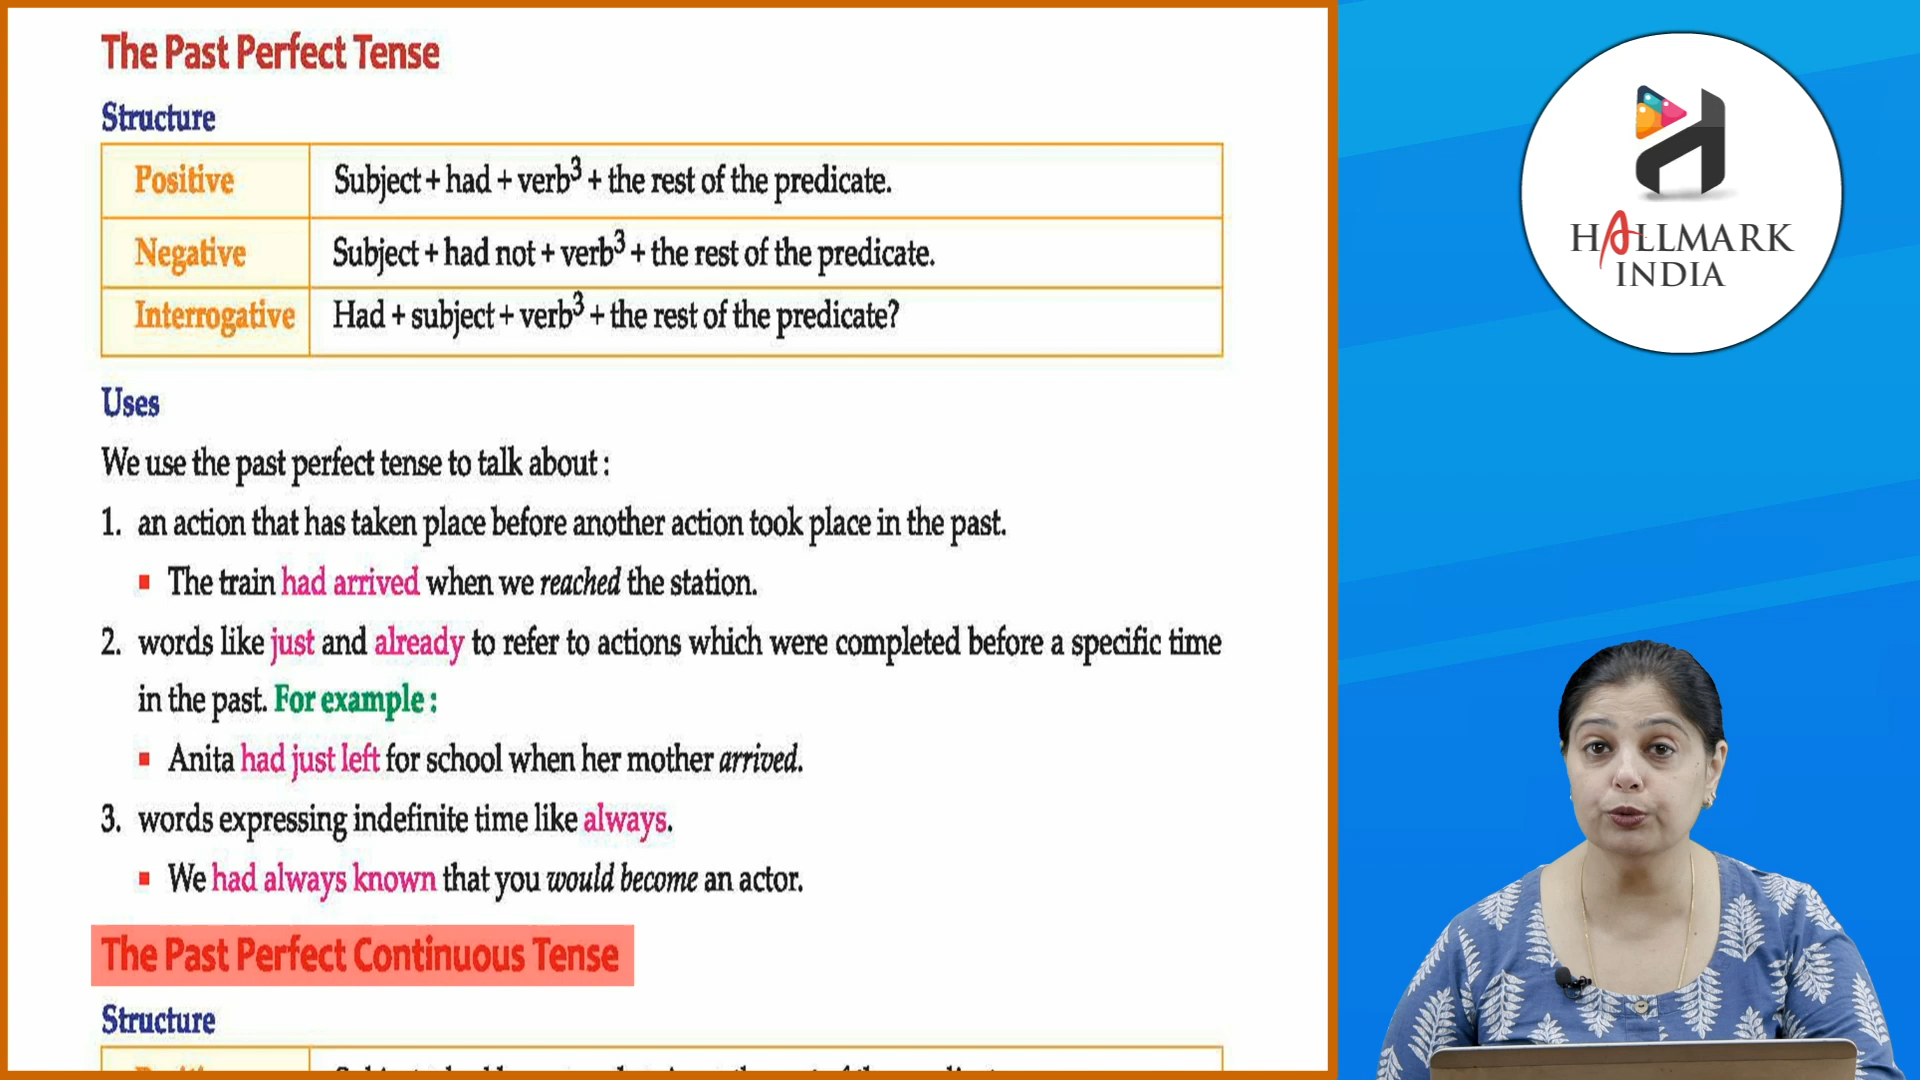 The Past Perfect Tense
Structure
Positive Subject + had + verb³ + the rest of the predicate.
Negative Subject + had not + verb³ + the rest of the predicate.
Interrogative Had + subject + verb³ + the rest of the predicate?
Uses
We use the past perfect tense to talk about :
1. an action that has taken place before another action took place in the past.
▪ The train had arrived when we reached the station.
2. words like just and already to refer to actions which were completed before a specific time
in the past. For example :
▪ Anita had just left for school when her mother arrived.
3. words expressing indefinite time like always.
▪ We had always known that you would become an actor.
The Past Perfect Continuous Tense
Structure
HALLMARK
INDIA